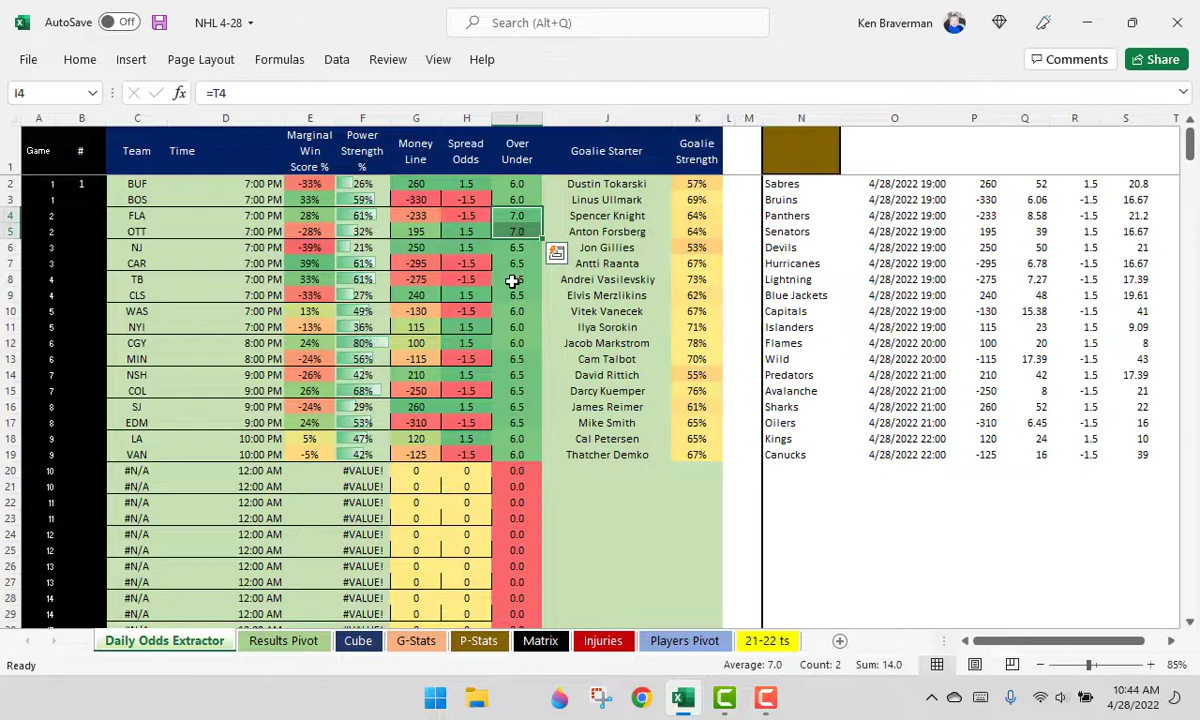 AutoSave Off NHL 4-28 Search (Alt+Q) Ken Braverman
File Home Insert Page Layout Formulas Data Review View Help Comments Share
I4 fx =T4
A B C D E F G H I J K L M N O P Q R S T
1 Game # Team Time Marginal Win Score % Power Strength % Money Line Spread Odds Over Under Goalie Starter Goalie Strength
2 1 1 BUF 7:00 PM -33% 26% 260 1.5 6.0 Dustin Tokarski 57% Sabres 4/28/2022 19:00 260 52 1.5 20.8
3 1 BOS 7:00 PM 33% 59% -330 -1.5 6.0 Linus Ullmark 69% Bruins 4/28/2022 19:00 -330 6.06 -1.5 16.67
4 2 FLA 7:00 PM 28% 61% -233 -1.5 7.0 Spencer Knight 64% Panthers 4/28/2022 19:00 -233 8.58 -1.5 21.2
5 2 OTT 7:00 PM -28% 32% 195 1.5 7.0 Anton Forsberg 64% Senators 4/28/2022 19:00 195 39 1.5 16.67
6 3 NJ 7:00 PM -39% 21% 250 1.5 6.5 Jon Gillies 53% Devils 4/28/2022 19:00 250 50 1.5 21
7 3 CAR 7:00 PM 39% 61% -295 -1.5 6.5 Antti Raanta 67% Hurricanes 4/28/2022 19:00 -295 6.78 -1.5 16.67
8 4 TB 7:00 PM 33% 61% -275 -1.5 Andrei Vasilevskiy 73% Lightning 4/28/2022 19:00 -275 7.27 -1.5 17.39
9 4 CLS 7:00 PM -33% 27% 240 1.5 6.5 Elvis Merzlikins 62% Blue Jackets 4/28/2022 19:00 240 48 1.5 19.61
10 5 WAS 7:00 PM 13% 49% -130 -1.5 6.0 Vitek Vanecek 67% Capitals 4/28/2022 19:00 -130 15.38 -1.5 41
11 5 NYI 7:00 PM -13% 36% 115 1.5 6.0 Ilya Sorokin 71% Islanders 4/28/2022 19:00 115 23 1.5 9.09
12 6 CGY 8:00 PM 24% 80% 100 1.5 6.0 Jacob Markstrom 78% Flames 4/28/2022 19:00 100 20 1.5 8
13 6 MIN 8:00 PM -24% 56% -115 -1.5 6.5 Cam Talbot 70% Wild 4/28/2022 19:00 -115 17.39 -1.5 43
14 7 NSH 9:00 PM -26% 42% 210 1.5 6.5 David Rittich 55% Predators 4/28/2022 21:00 210 42 1.5 17.39
15 7 COL 9:00 PM 26% 68% -250 -1.5 6.5 Darcy Kuemper 76% Avalanche 4/28/2022 21:00 -250 8 -1.5 21
16 8 SJ 9:00 PM -24% 29% 260 1.5 6.5 James Reimer 61% Sharks 4/28/2022 21:00 260 52 1.5 22
17 8 EDM 9:00 PM 24% 53% -310 -1.5 6.5 Mike Smith 65% Oilers 4/28/2022 21:00 -310 6.45 -1.5 16
18 9 LA 10:00 PM 5% 47% 120 1.5 6.0 Cal Petersen 65% Kings 4/28/2022 22:00 120 24 1.5 10
19 9 VAN 10:00 PM -5% 42% -125 -1.5 6.0 Thatcher Demko 67% Canucks 4/28/2022 22:00 -125 16 -1.5 39
20 10 #N/A 12:00 AM #VALUE! 0 0 0.0
21 10 #N/A 12:00 AM #VALUE! 0 0 0.0
22 11 #N/A 12:00 AM #VALUE! 0 0 0.0
23 11 #N/A 12:00 AM #VALUE! 0 0 0.0
24 12 #N/A 12:00 AM #VALUE! 0 0 0.0
25 12 #N/A 12:00 AM #VALUE! 0 0 0.0
26 13 #N/A 12:00 AM #VALUE! 0 0 0.0
27 13 #N/A 12:00 AM #VALUE! 0 0 0.0
28 14 #N/A 12:00 AM #VALUE! 0 0 0.0
29 14 #N/A 12:00 AM #VALUE! 0 0 0.0
Daily Odds Extractor Results Pivot Cube G-Stats P-Stats Matrix Injuries Players Pivot 21-22 ts
Ready Average: 7.0 Count: 2 Sum: 14.0 85%
10:44 AM
4/28/2022